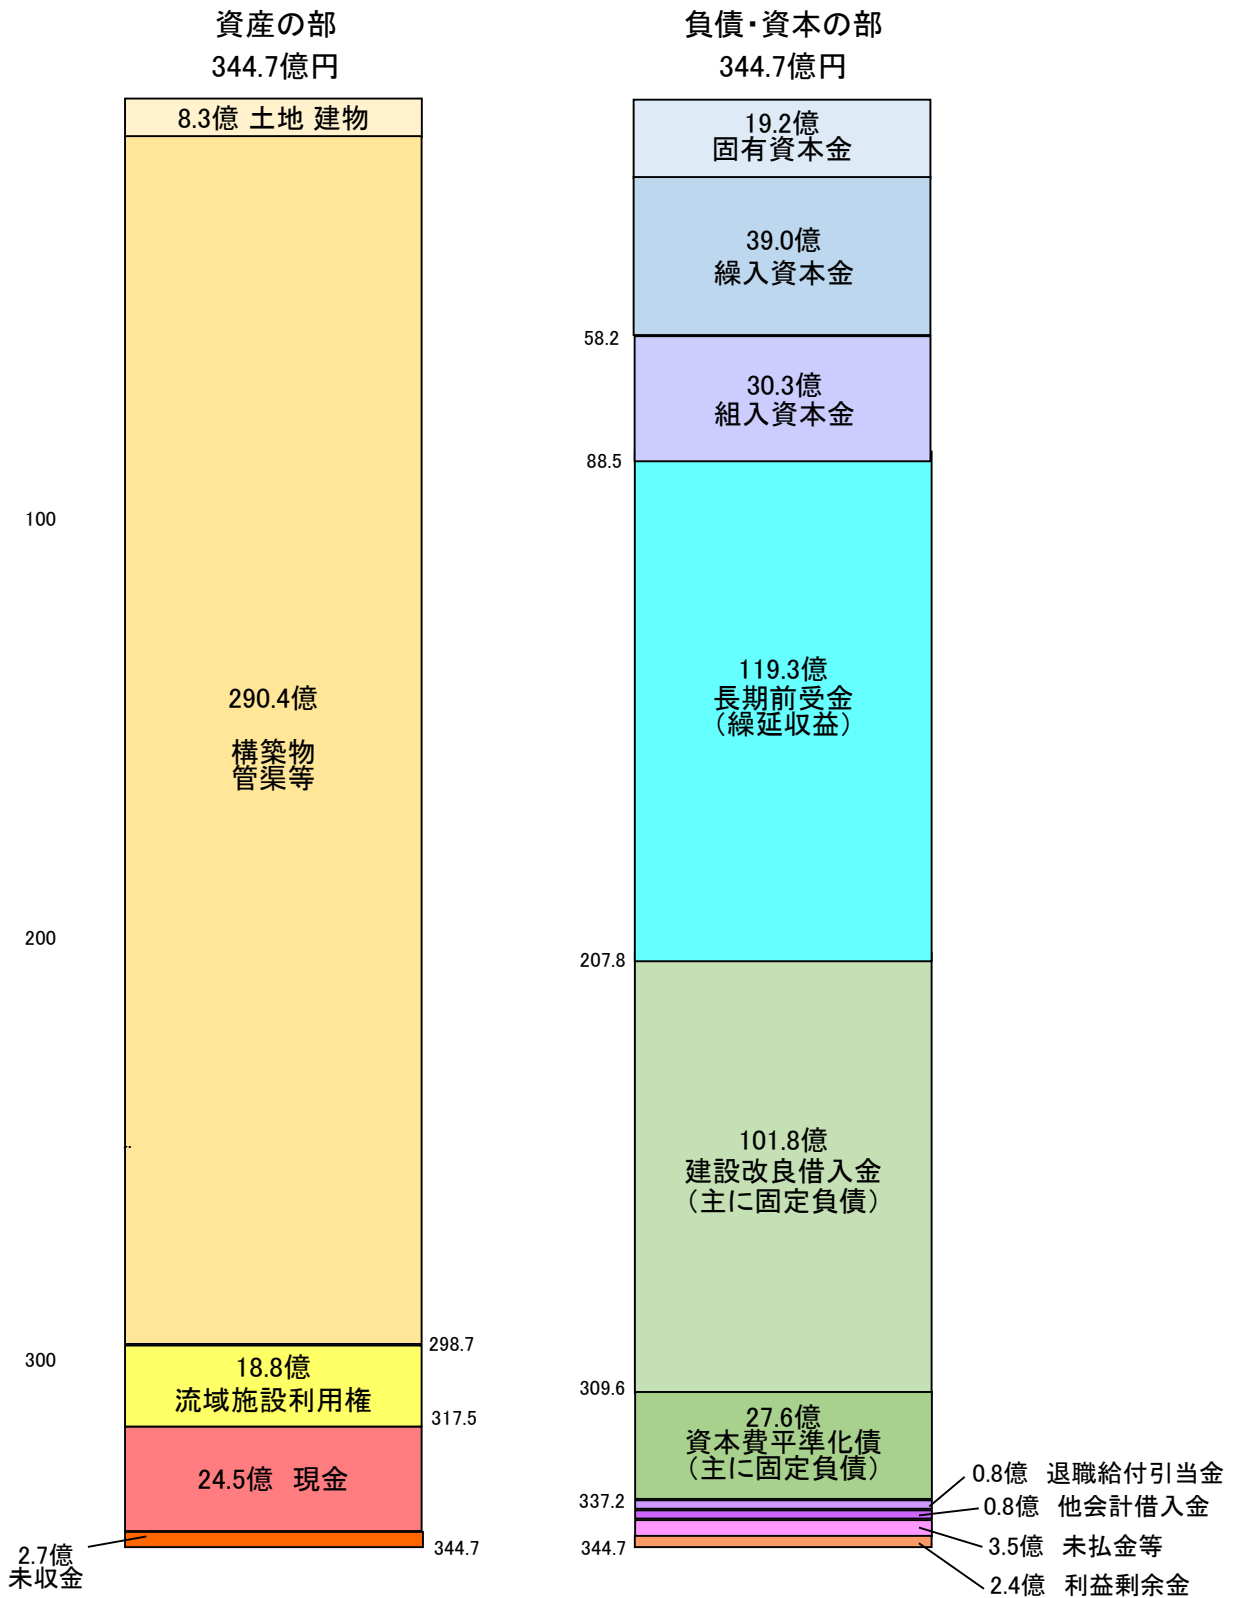 資産の部
344.7億円
8.3億 土地 建物
100
290.4億
構築物
管渠等
200
300
298.7
18.8億
流域施設利用権
317.5
24.5億 現金
2.7億
未収金
344.7
負債・資本の部
344.7億円
19.2億
固有資本金
39.0億
繰入資本金
58.2
30.3億
組入資本金
88.5
119.3億
長期前受金
（繰延収益）
207.8
101.8億
建設改良借入金
（主に固定負債）
309.6
27.6億
資本費平準化債
（主に固定負債）
337.2
0.8億 退職給付引当金
0.8億 他会計借入金
3.5億 未払金等
344.7
2.4億 利益剰余金